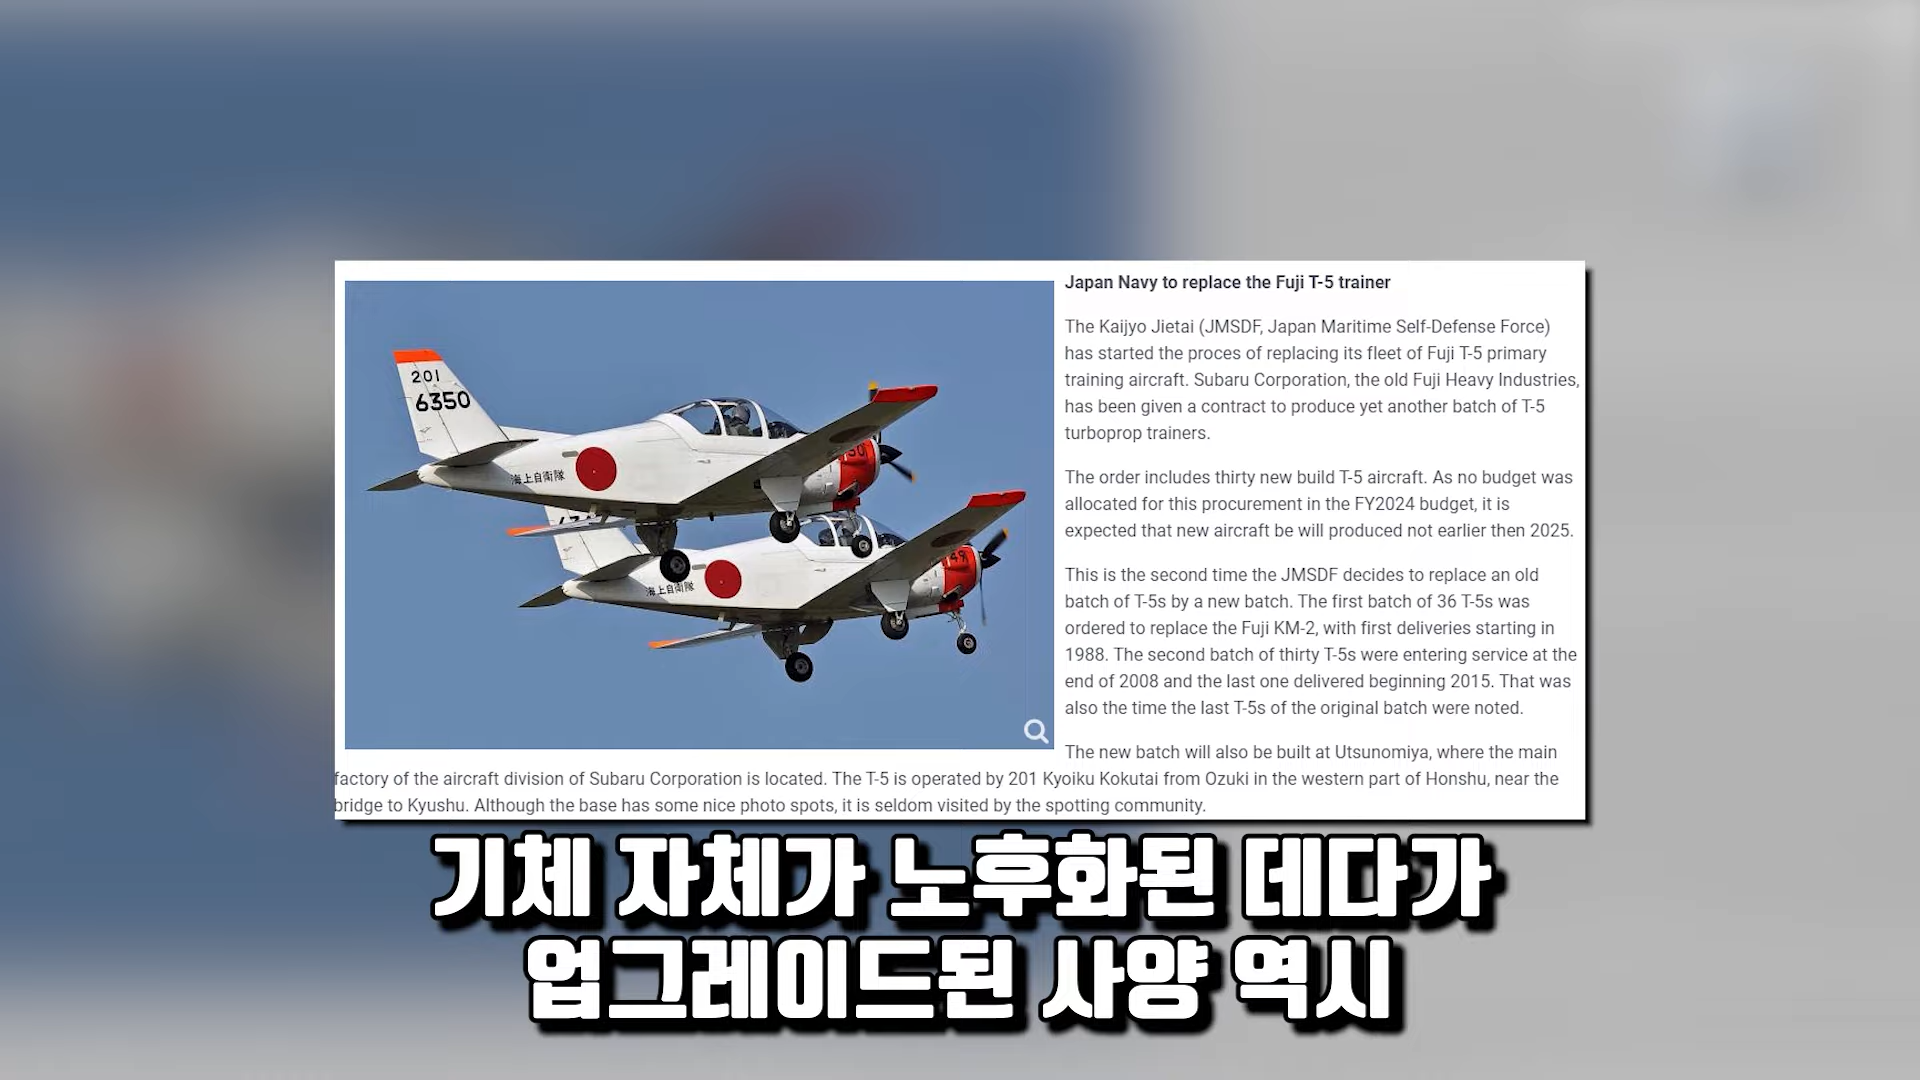 201
6350
海上自衛隊
50
海上自衛隊
49
Japan Navy to replace the Fuji T-5 trainer
The Kaijyo Jietai (JMSDF, Japan Maritime Self-Defense Force)
has started the proces of replacing its fleet of Fuji T-5 primary
training aircraft. Subaru Corporation, the old Fuji Heavy Industries,
has been given a contract to produce yet another batch of T-5
turboprop trainers.
The order includes thirty new build T-5 aircraft. As no budget was
allocated for this procurement in the FY2024 budget, it is
expected that new aircraft be will produced not earlier then 2025.
This is the second time the JMSDF decides to replace an old
batch of T-5s by a new batch. The first batch of 36 T-5s was
ordered to replace the Fuji KM-2, with first deliveries starting in
1988. The second batch of thirty T-5s were entering service at the
end of 2008 and the last one delivered beginning 2015. That was
also the time the last T-5s of the original batch were noted.
The new batch will also be built at Utsunomiya, where the main
factory of the aircraft division of Subaru Corporation is located. The T-5 is operated by 201 Kyoiku Kokutai from Ozuki in the western part of Honshu, near the
bridge to Kyushu. Although the base has some nice photo spots, it is seldom visited by the spotting community.
기체 자체가 노후화된 데다가
업그레이드된 사양 역시